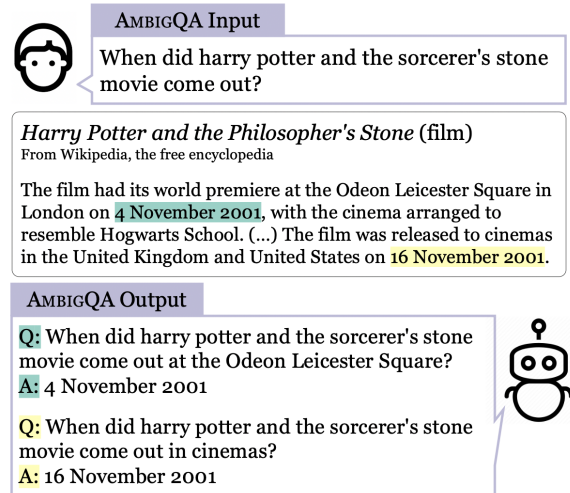 AMBIGQA Input
When did harry potter and the sorcerer's stone
movie come out?
Harry Potter and the Philosopher's Stone (film)
From Wikipedia, the free encyclopedia
The film had its world premiere at the Odeon Leicester Square in
London on 4 November 2001, with the cinema arranged to
resemble Hogwarts School. (...) The film was released to cinemas
in the United Kingdom and United States on 16 November 2001.
AMBIGQA Output
Q: When did harry potter and the sorcerer's stone
movie come out at the Odeon Leicester Square?
A: 4 November 2001
Q: When did harry potter and the sorcerer's stone
movie come out in cinemas?
A: 16 November 2001